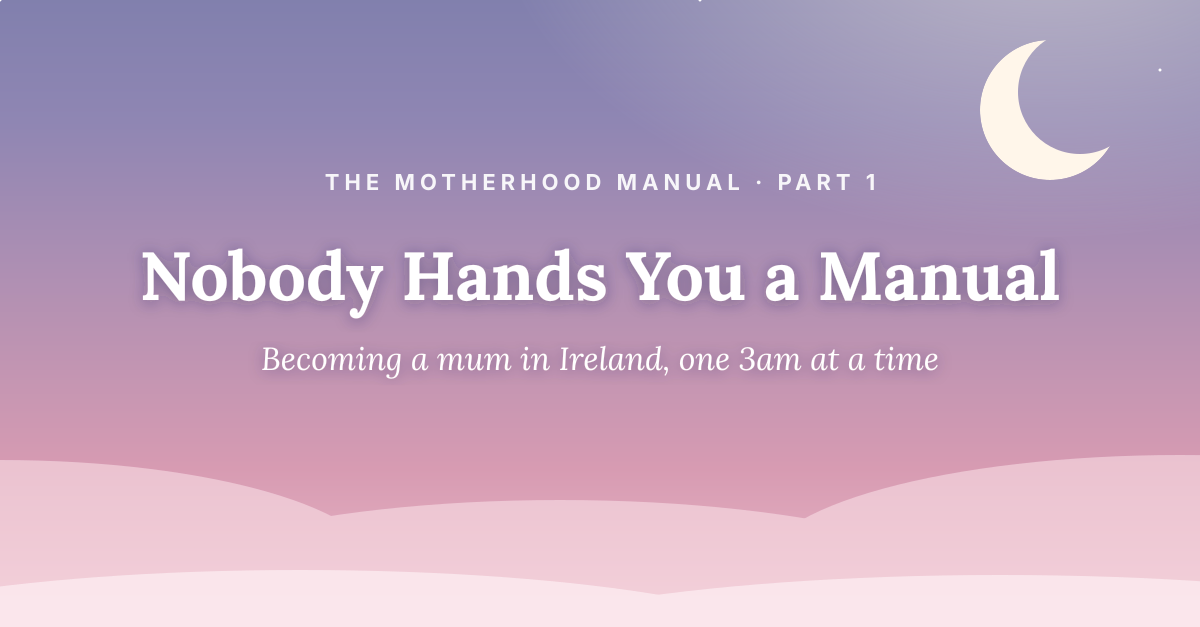 THE MOTHERHOOD MANUAL · PART 1
Nobody Hands You a Manual
Becoming a mum in Ireland, one 3am at a time